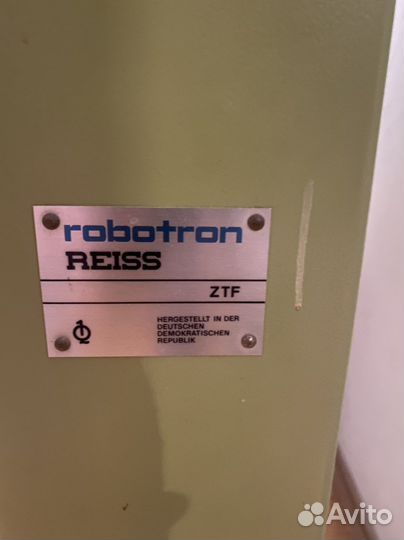 robotron
REISS
ZTF
HERGESTELLT IN DER
DEUTSCHEN
DEMOKRATISCHEN
REPUBLIK
Avito